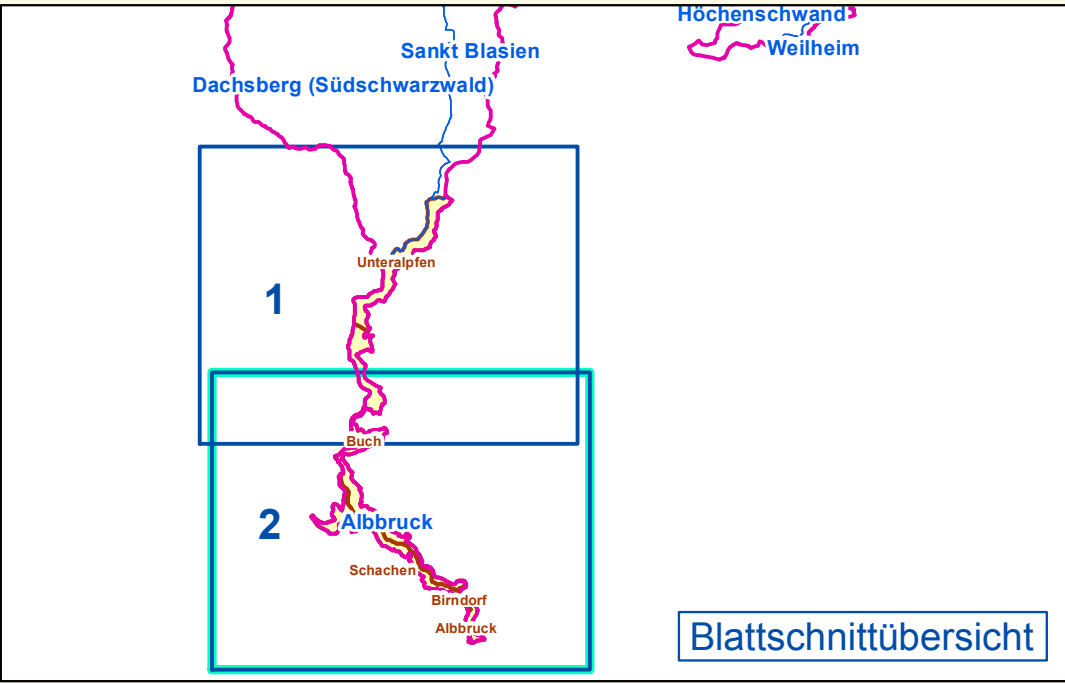 Höchenschwand
Weilheim
Sankt Blasien
Dachsberg (Südschwarzwald)
Unteralpfen
1
Buch
2
Albbruck
Schachen
Birndorf
Albbruck
Blattschnittübersicht